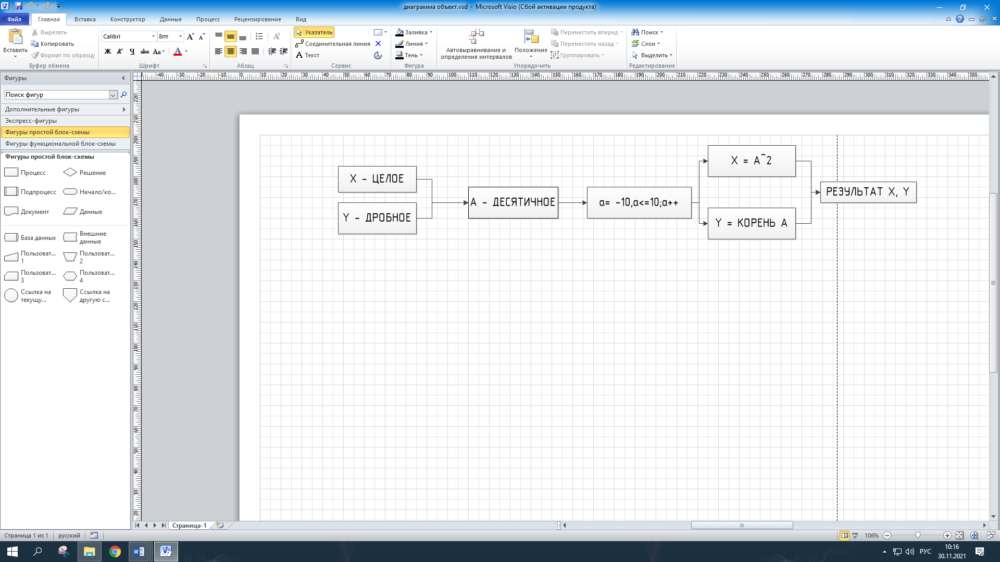 диаграмма объект.vsd - Microsoft Visio (Сбой активации продукта)
Файл Главная Вставка Конструктор Данные Процесс Рецензирование Вид
Вставить
Вырезать
Копировать
Формат по образцу
Буфер обмена
Calibri 8пт
Ж К Ч abc Aa А
Шрифт
Абзац
Указатель
Соединительная линия
Текст
Сервис
Заливка
Линия
Тень
Фигура
Автовыравнивание и
определение интервалов
Положение
Переместить вперед
Переместить назад
Группировать
Упорядочить
Поиск
Слои
Выделить
Редактирование
Фигуры
Поиск фигур
Дополнительные фигуры
Экспресс-фигуры
Фигуры простой блок-схемы
Фигуры функциональной блок-схемы
Фигуры простой блок-схемы
Процесс Решение
Подпроцесс Начало/ко...
Документ Данные
База данных Внешние
данные
Пользоват...
1
Пользоват...
2
Пользоват...
3
Пользоват...
4
Ссылка на
текущу...
Ссылка на
другую с...
-40 -30 -20 -10 0 10 20 30 40 50 60 70 80 90 100 110 120 130 140 150 160 170 180 190 200 210 220 230 240 250 260 270 280 290 300 310 320 330 340 350
220
210
200
190
180
170
160
150
140
130
120
110
100
90
80
70
60
50
40
30
20
X - ЦЕЛОЕ
Y - ДРОБНОЕ
А - ДЕСЯТИЧНОЕ
a= -10,a<=10;a++
X = A^2
Y = КОРЕНЬ А
РЕЗУЛЬТАТ X, Y
Страница-1
Страница 1 из 1 русский 106%
РУС
10:16
30.11.2021